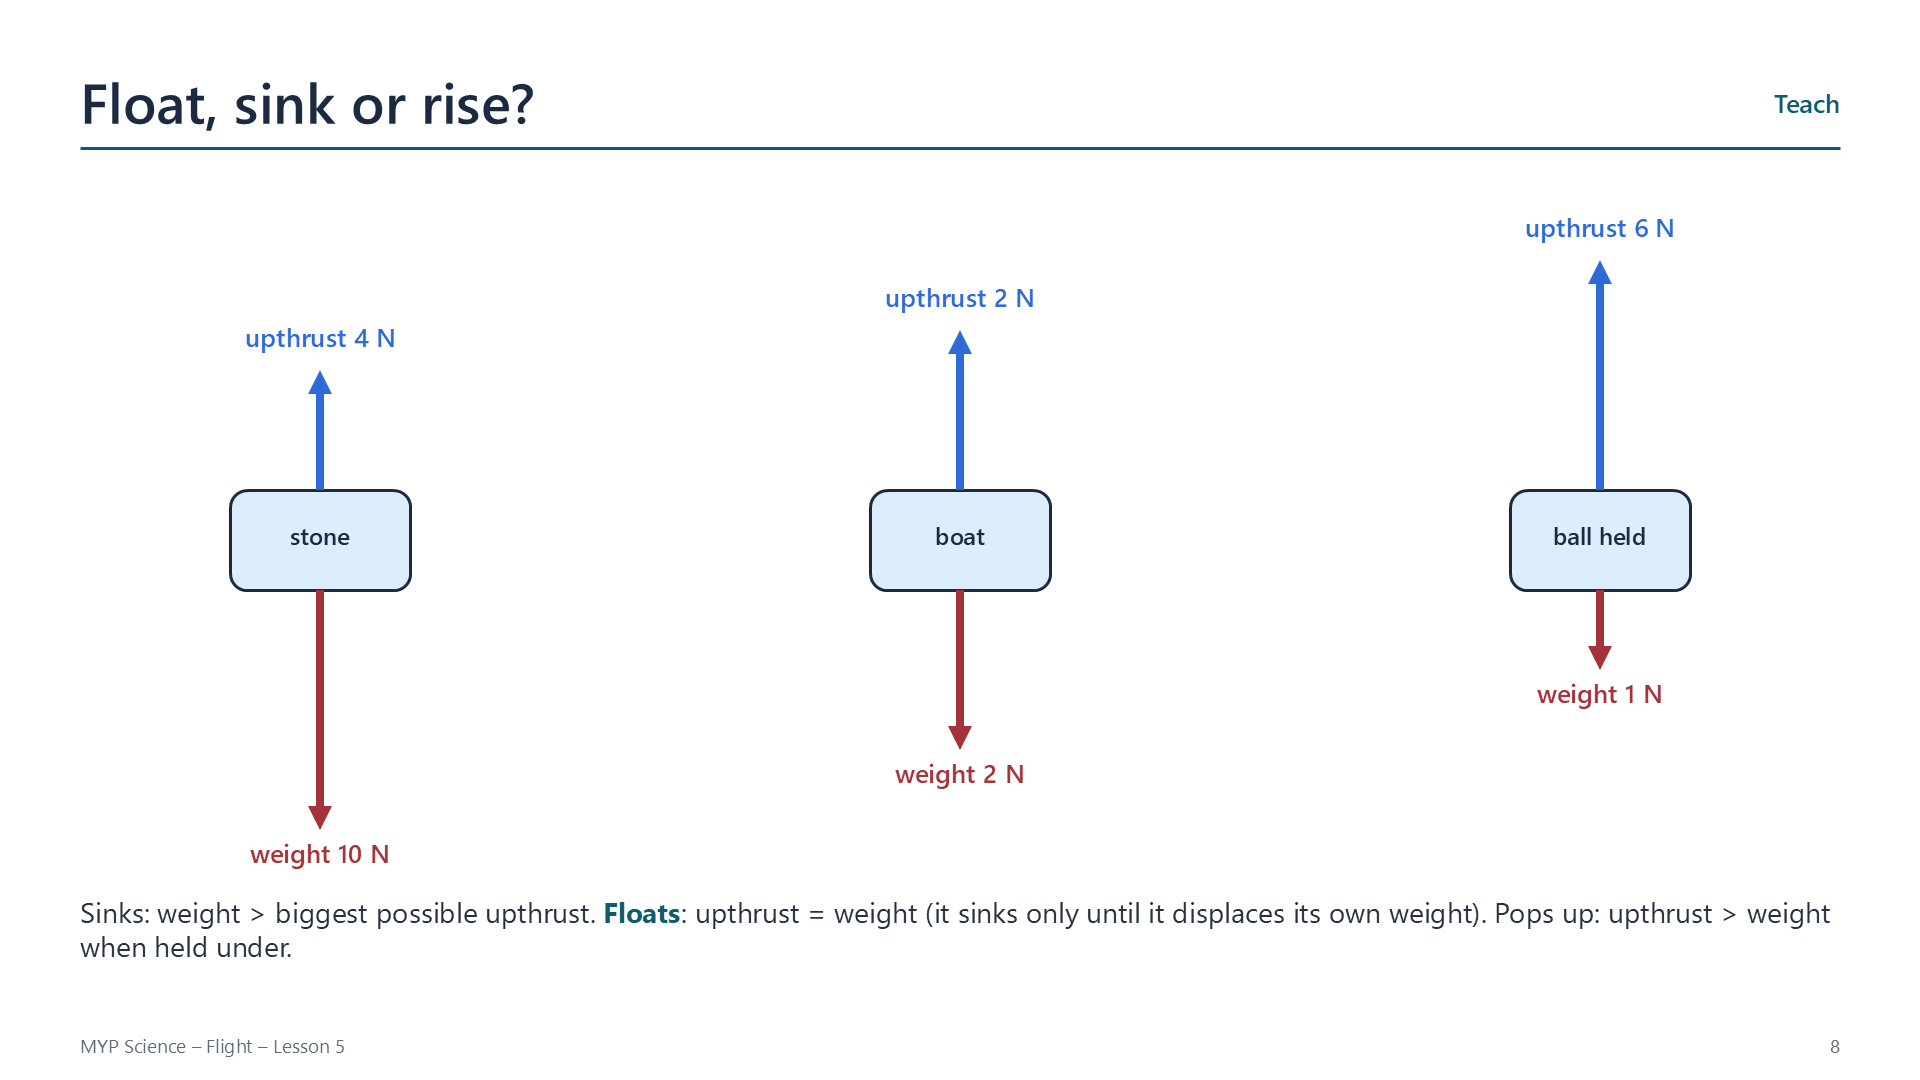 Float, sink or rise?
Teach
upthrust 6 N
upthrust 2 N
upthrust 4 N
stone
boat
ball held
weight 1 N
weight 2 N
weight 10 N
Sinks: weight > biggest possible upthrust. Floats: upthrust = weight (it sinks only until it displaces its own weight). Pops up: upthrust > weight
when held under.
MYP Science – Flight – Lesson 5
8